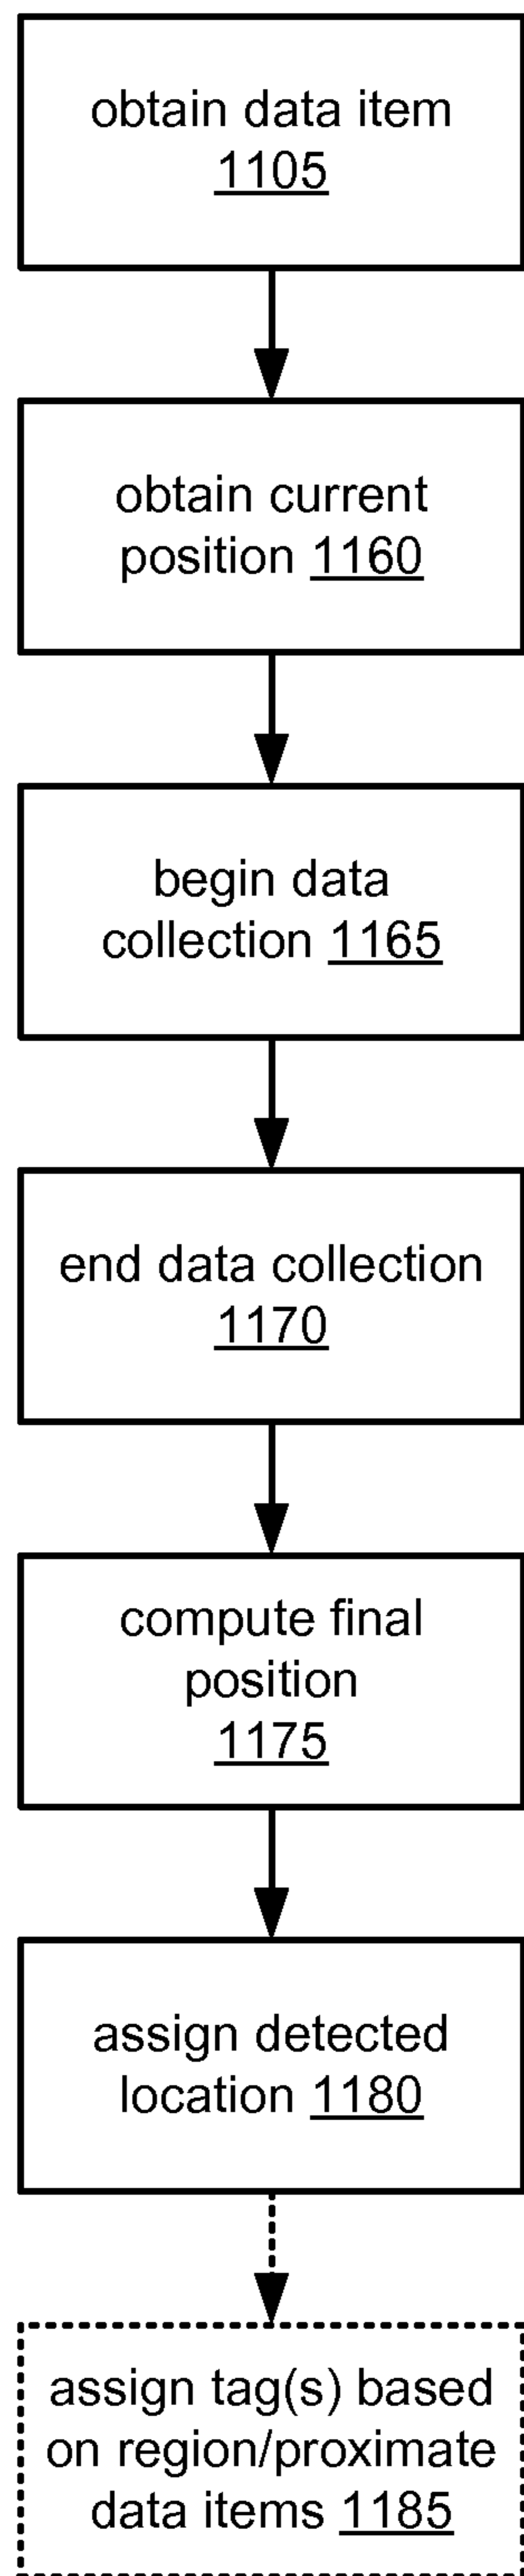 obtain data item
1105
obtain current
position 1160
begin data
collection 1165
end data collection
1170
compute final
position
1175
assign detected
location 1180
assign tag(s) based
on region/proximate
data items 1185